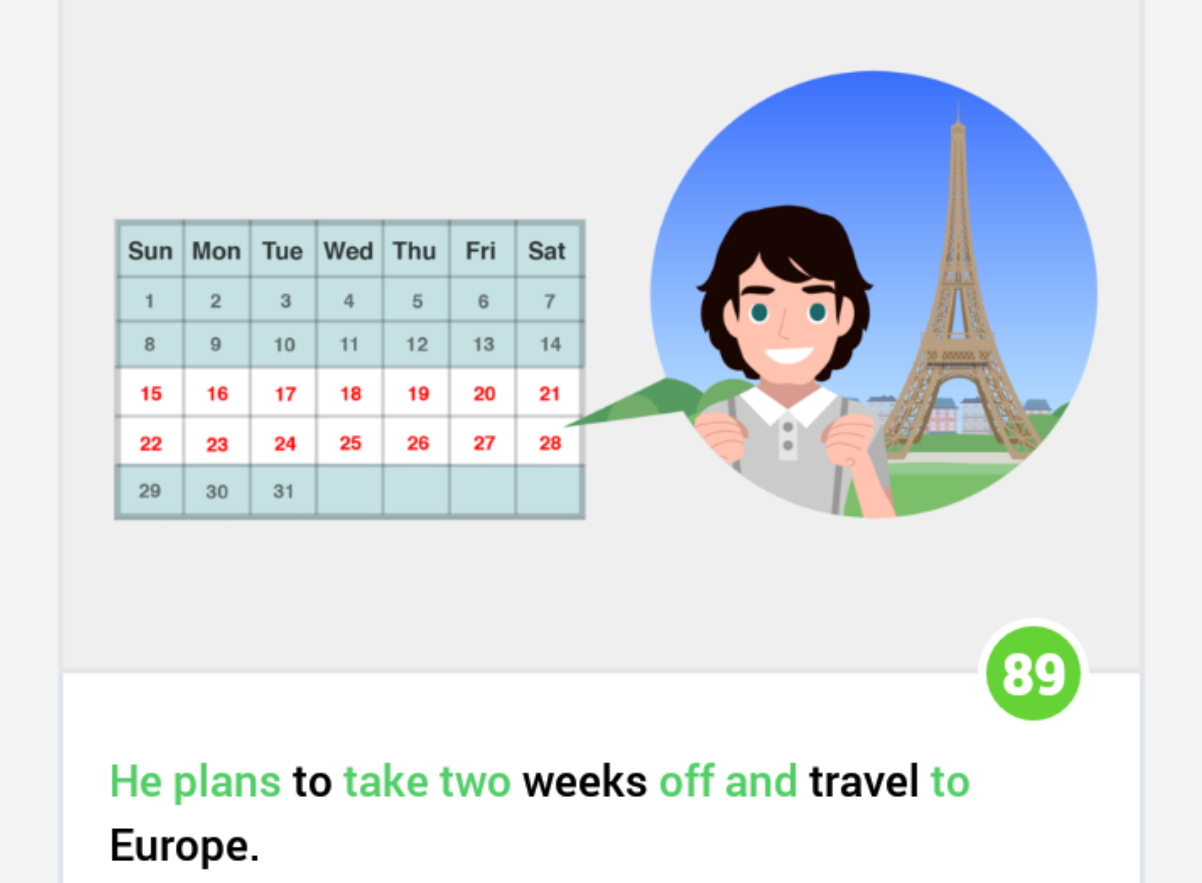 Sun Mon Tue Wed Thu Fri Sat
1 2 3 4 5 6 7
8 9 10 11 12 13 14
15 16 17 18 19 20 21
22 23 24 25 26 27 28
29 30 31
89
He plans to take two weeks off and travel to
Europe.